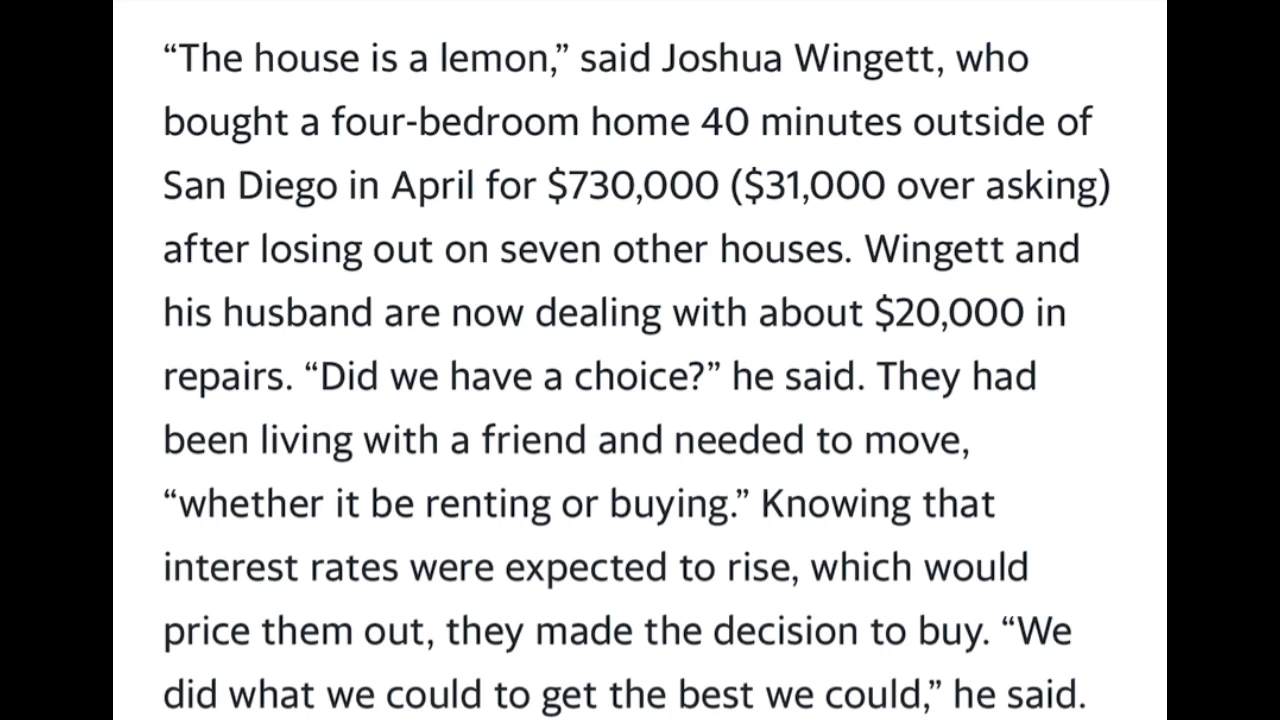 “The house is a lemon,” said Joshua Wingett, who
bought a four-bedroom home 40 minutes outside of
San Diego in April for $730,000 ($31,000 over asking)
after losing out on seven other houses. Wingett and
his husband are now dealing with about $20,000 in
repairs. “Did we have a choice?” he said. They had
been living with a friend and needed to move,
“whether it be renting or buying.” Knowing that
interest rates were expected to rise, which would
price them out, they made the decision to buy. “We
did what we could to get the best we could,” he said.